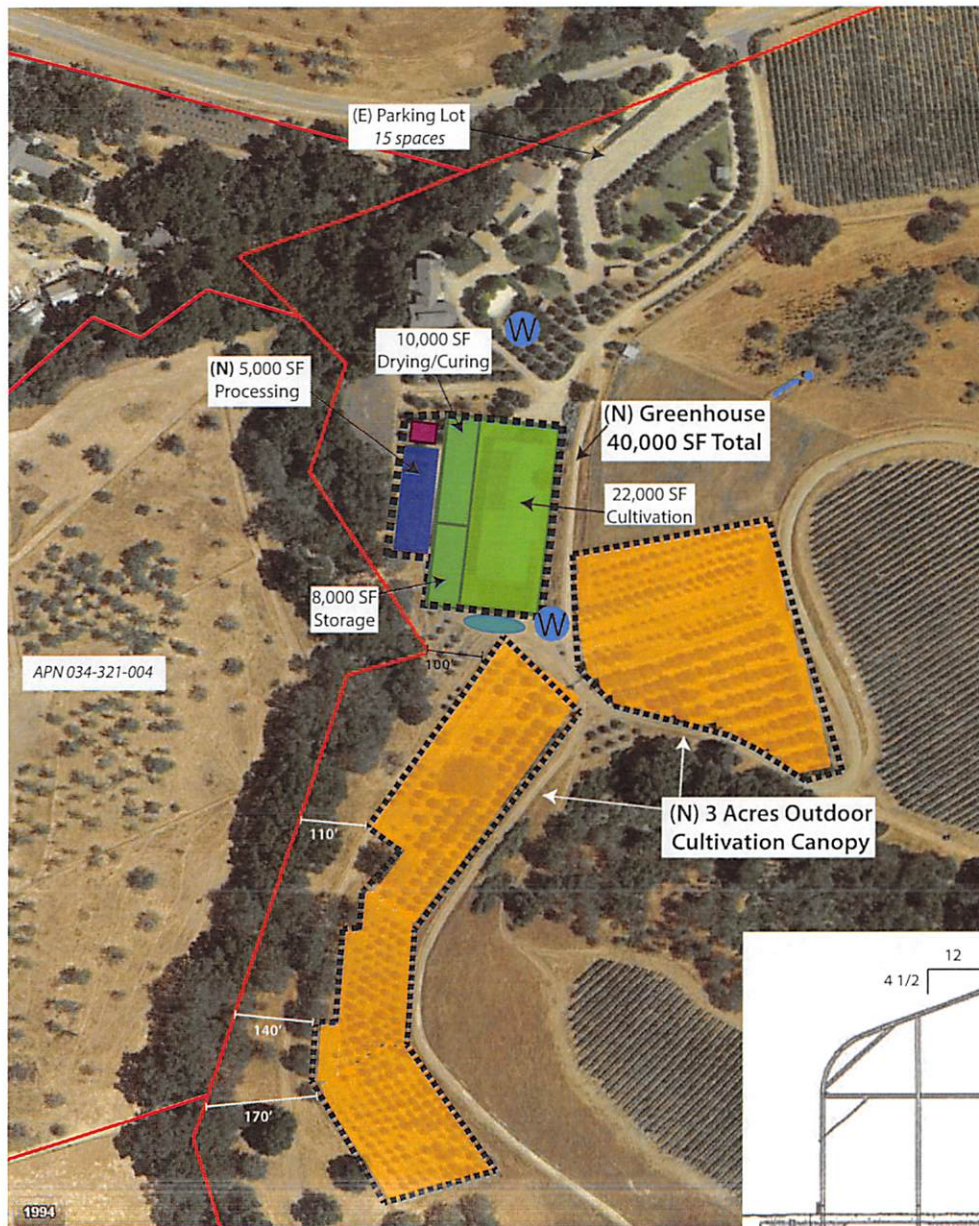 (E) Parking Lot
15 spaces
W
10,000 SF
Drying/Curing
(N) 5,000 SF
Processing
(N) Greenhouse
40,000 SF Total
22,000 SF
Cultivation
8,000 SF
Storage
W
APN 034-321-004
100'
110'
(N) 3 Acres Outdoor
Cultivation Canopy
140'
170'
12
4 1/2
1994